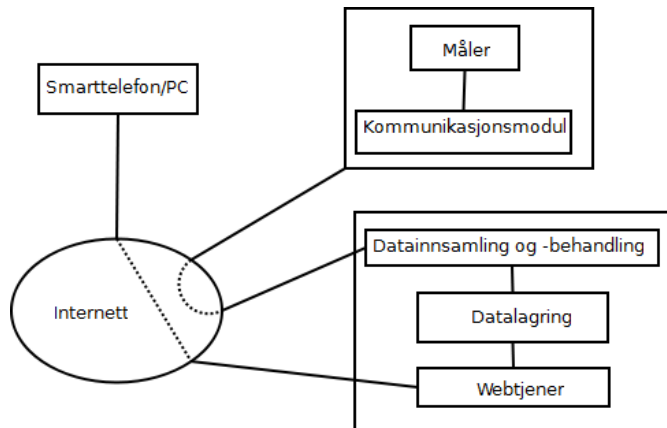 Måler
Smarttelefon/PC
Kommunikasjonsmodul
Datainnsamling og -behandling
Internett
Datalagring
Webtjener